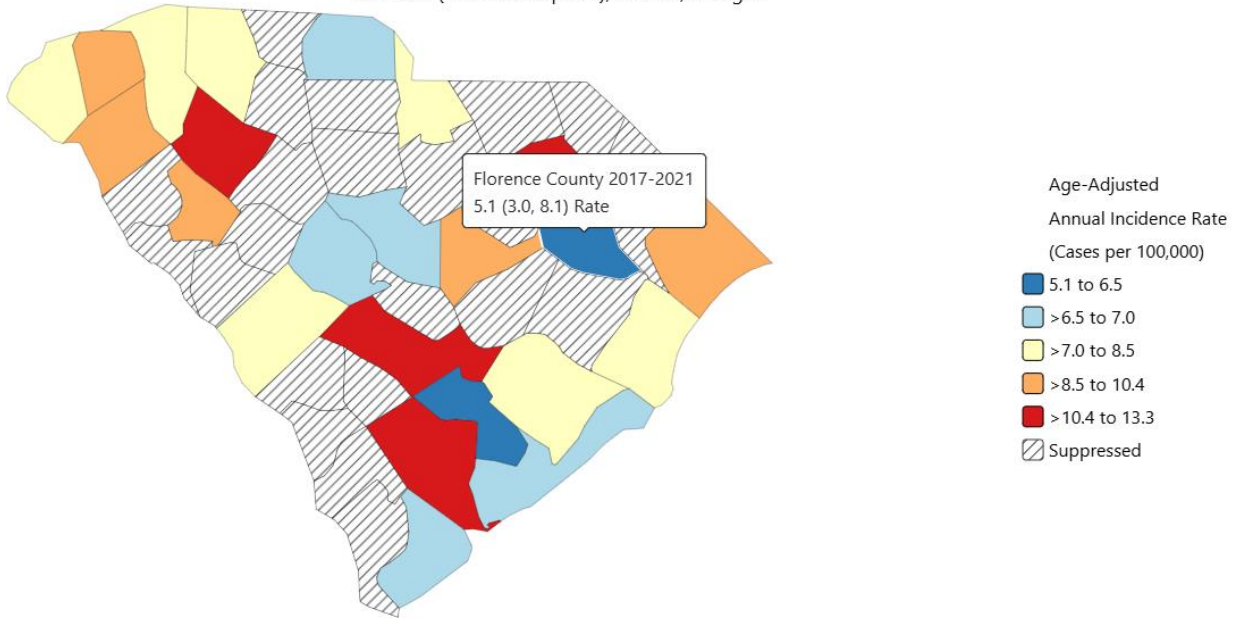 Florence County 2017-2021
5.1 (3.0, 8.1) Rate
Age-Adjusted
Annual Incidence Rate
(Cases per 100,000)
5.1 to 6.5
>6.5 to 7.0
>7.0 to 8.5
>8.5 to 10.4
>10.4 to 13.3
Suppressed